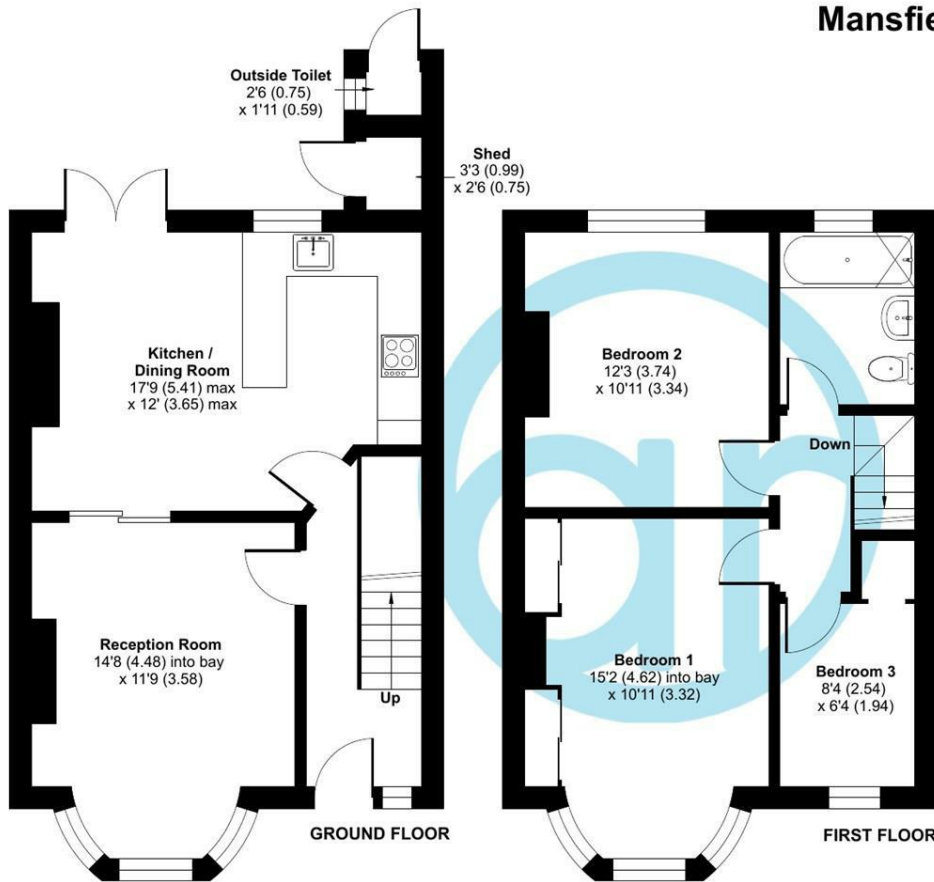 Mansfie
Outside Toilet
2'6 (0.75)
x 1'11 (0.59)
Shed
3'3 (0.99)
x 2'6 (0.75)
Kitchen /
Dining Room
17'9 (5.41) max
x 12' (3.65) max
Reception Room
14'8 (4.48) into bay
x 11'9 (3.58)
Up
GROUND FLOOR
Bedroom 2
12'3 (3.74)
x 10'11 (3.34)
Down
Bedroom 1
15'2 (4.62) into bay
x 10'11 (3.32)
Bedroom 3
8'4 (2.54)
x 6'4 (1.94)
FIRST FLOOR